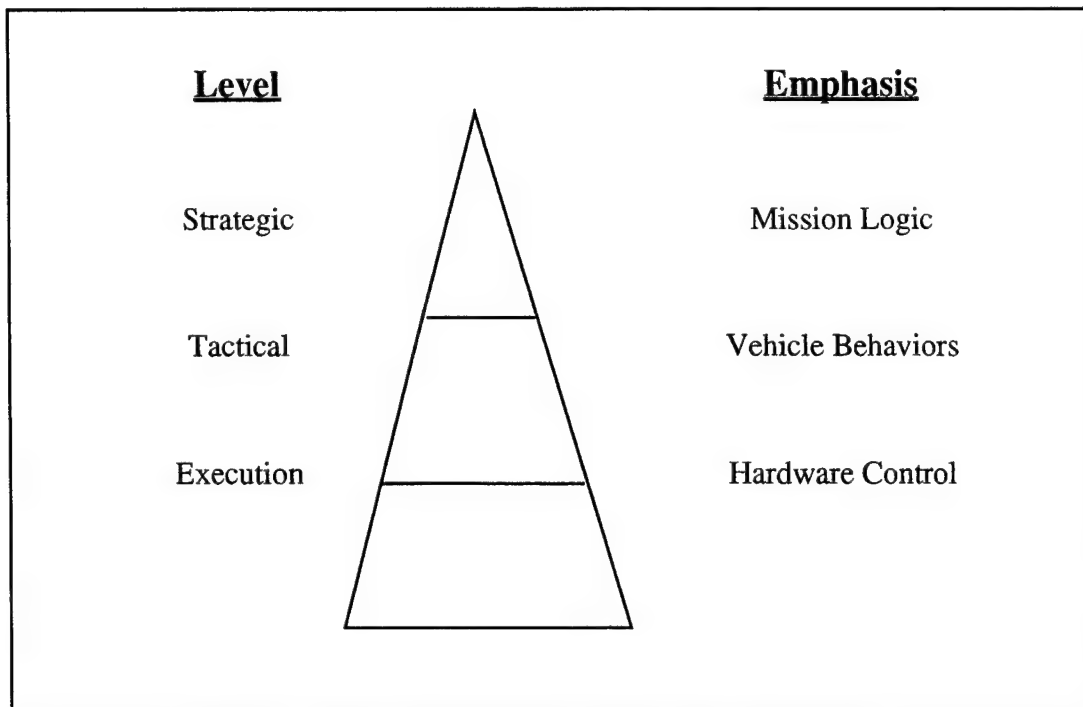 Level Emphasis
Strategic Mission Logic
Tactical Vehicle Behaviors
Execution Hardware Control